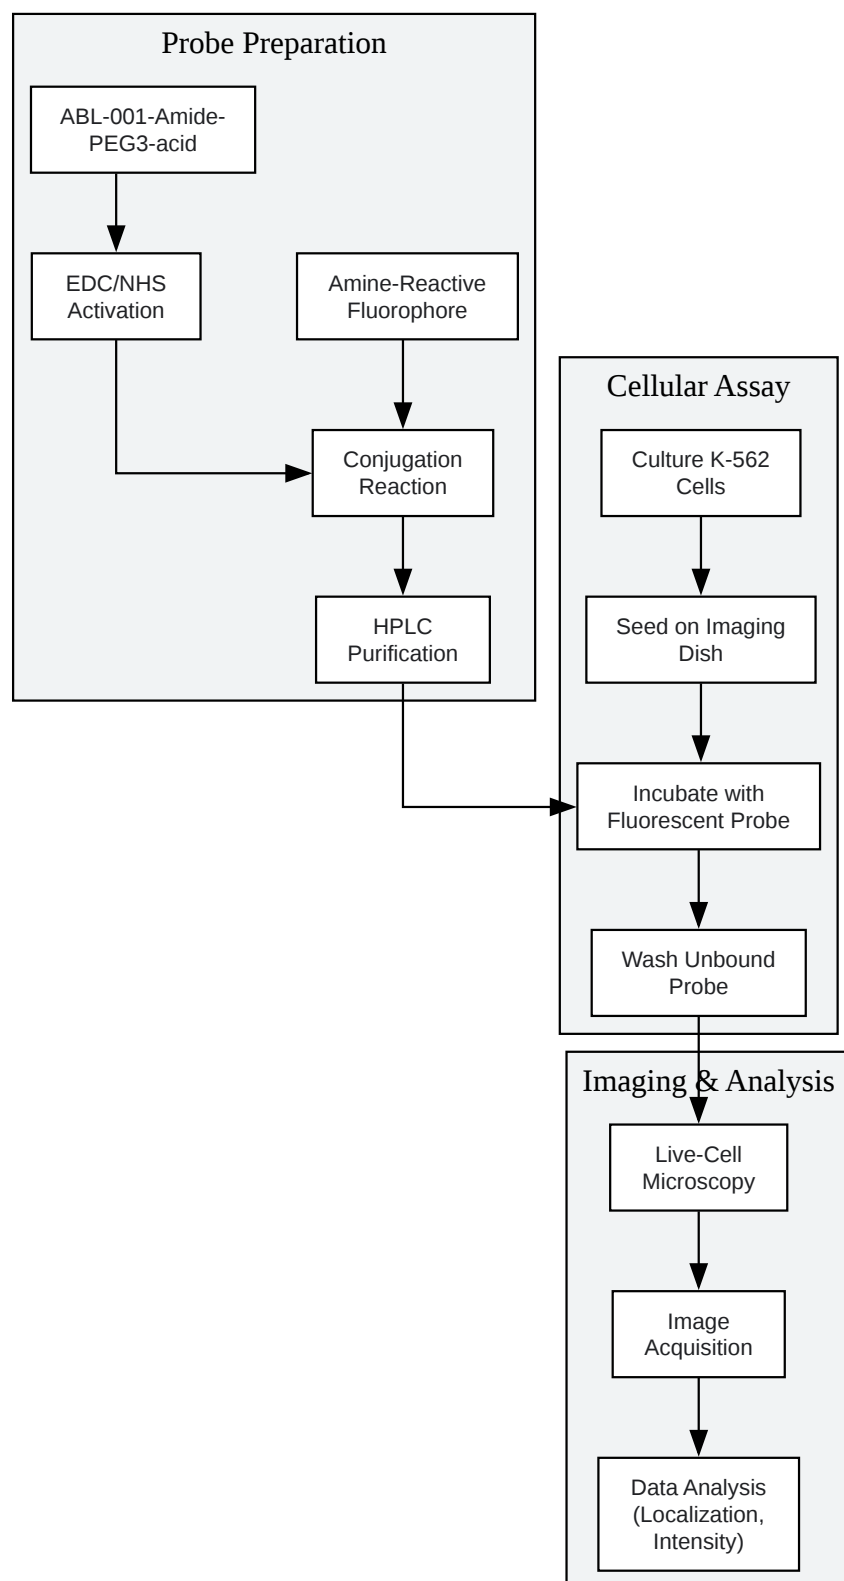 Probe Preparation
ABL-001-Amide-
PEG3-acid
EDC/NHS
Activation
Amine-Reactive
Fluorophore
Conjugation
Reaction
HPLC
Purification
Cellular Assay
Culture K-562
Cells
Seed on Imaging
Dish
Incubate with
Fluorescent Probe
Wash Unbound
Probe
Imaging & Analysis
Live-Cell
Microscopy
Image
Acquisition
Data Analysis
(Localization,
Intensity)